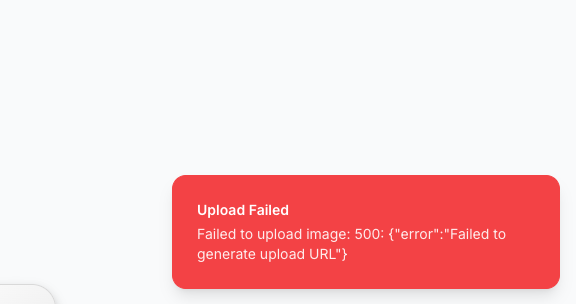 Upload Failed
Failed to upload image: 500: {"error":"Failed to
generate upload URL"}